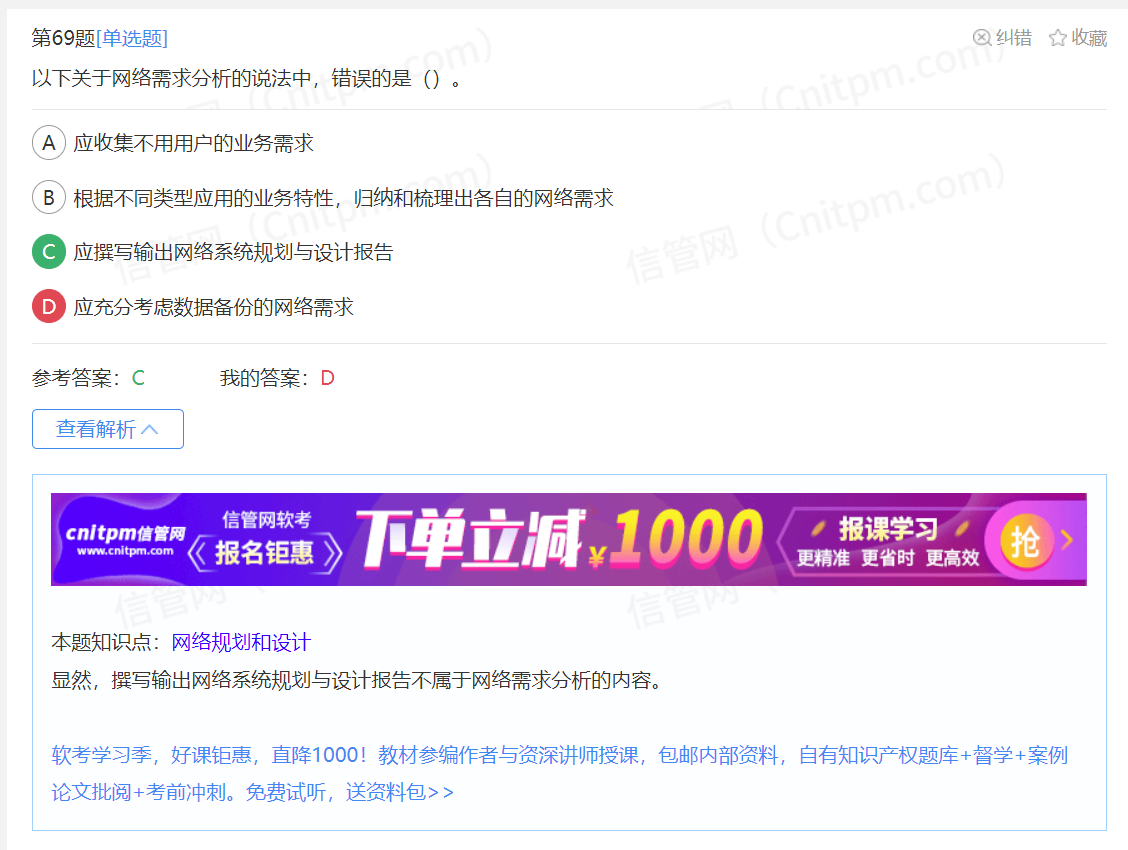 第69题[单选题]
纠错 收藏
以下关于网络需求分析的说法中，错误的是（）。
A 应收集不用用户的业务需求
B 根据不同类型应用的业务特性，归纳和梳理出各自的网络需求
C 应撰写输出网络系统规划与设计报告
D 应充分考虑数据备份的网络需求
参考答案：C 我的答案：D
查看解析
cnitpm信管网
www.cnitpm.com
信管网软考
报名钜惠
下单立减¥1000
报课学习
更精准 更省时 更高效
抢
本题知识点：网络规划和设计
显然，撰写输出网络系统规划与设计报告不属于网络需求分析的内容。
软考学习季，好课钜惠，直降1000！教材参编作者与资深讲师授课，包邮内部资料，自有知识产权题库+督学+案例
论文批阅+考前冲刺。免费试听，送资料包>>
信管网（Cnitpm.com）